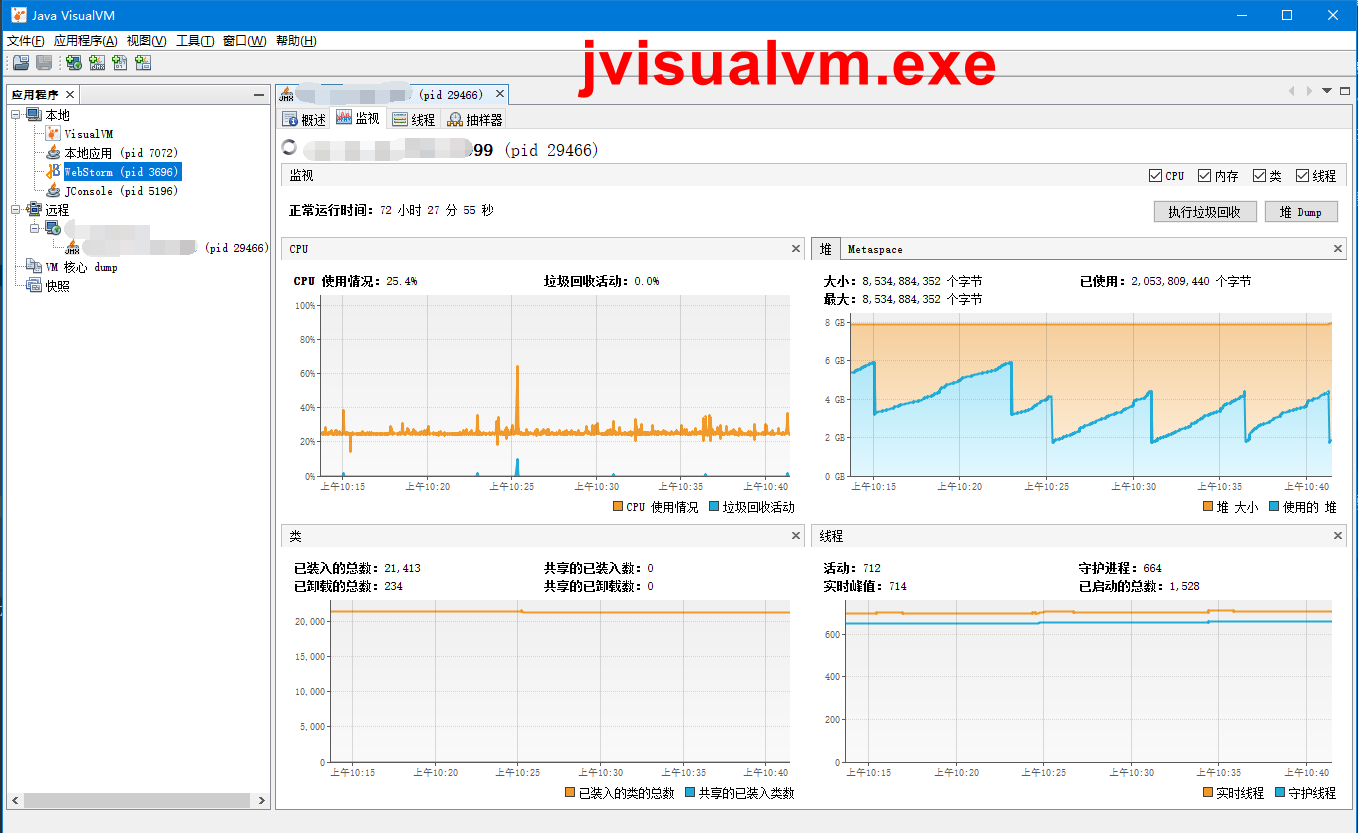 Java VisualVM
文件(F) 应用程序(A) 视图(V) 工具(T) 窗口(W) 帮助(H)
jvisualvm.exe
应用程序
本地
VisualVM
本地应用 (pid 7072)
WebStorm (pid 3696)
JConsole (pid 5196)
远程
JMX (pid 29466)
VM 核心 dump
快照
JMX (pid 29466)
概述 监视 线程 抽样器
99 (pid 29466)
监视 CPU 内存 类 线程
正常运行时间: 72 小时 27 分 55 秒
执行垃圾回收 堆 Dump
CPU
CPU 使用情况: 25.4% 垃圾回收活动: 0.0%
100%
80%
60%
40%
20%
0%
上午10:15 上午10:20 上午10:25 上午10:30 上午10:35 上午10:40
CPU 使用情况 垃圾回收活动
堆 Metaspace
大小: 8,534,884,352 个字节 已使用: 2,053,809,440 个字节
最大: 8,534,884,352 个字节
8 GB
6 GB
4 GB
2 GB
0 GB
上午10:15 上午10:20 上午10:25 上午10:30 上午10:35 上午10:40
堆 大小 使用的 堆
类
已装入的总数: 21,413 共享的已装入数: 0
已卸载的总数: 234 共享的已卸载数: 0
20,000
15,000
10,000
5,000
0
上午10:15 上午10:20 上午10:25 上午10:30 上午10:35 上午10:40
已装入的类的总数 共享的已装入类数
线程
活动: 712 守护进程: 664
实时峰值: 714 已启动的总数: 1,528
600
400
200
0
上午10:15 上午10:20 上午10:25 上午10:30 上午10:35 上午10:40
实时线程 守护线程